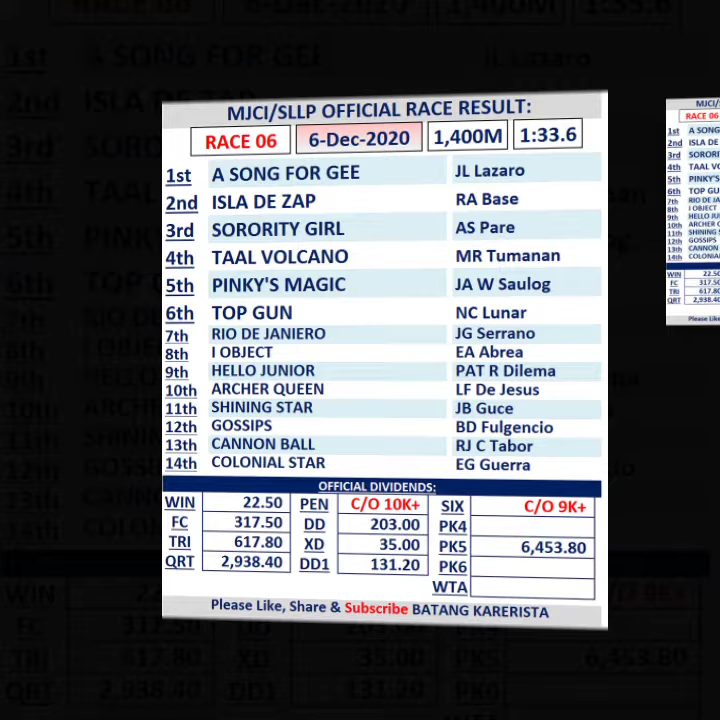 MJCI/SLLP OFFICIAL RACE RESULT:
RACE 06 6-Dec-2020 1,400M 1:33.6
1st A SONG FOR GEE JL Lazaro
2nd ISLA DE ZAP RA Base
3rd SORORITY GIRL AS Pare
4th TAAL VOLCANO MR Tumanan
5th PINKY'S MAGIC JA W Saulog
6th TOP GUN NC Lunar
7th RIO DE JANIERO JG Serrano
8th I OBJECT EA Abrea
9th HELLO JUNIOR PAT R Dilema
10th ARCHER QUEEN LF De Jesus
11th SHINING STAR JB Guce
12th GOSSIPS BD Fulgencio
13th CANNON BALL RJ C Tabor
14th COLONIAL STAR EG Guerra
OFFICIAL DIVIDENDS:
WIN 22.50 PEN C/O 10K+ SIX C/O 9K+
FC 317.50 DD 203.00 PK4
TRI 617.80 XD 35.00 PK5 6,453.80
QRT 2,938.40 DD1 131.20 PK6
WTA
Please Like, Share & Subscribe BATANG KARERISTA